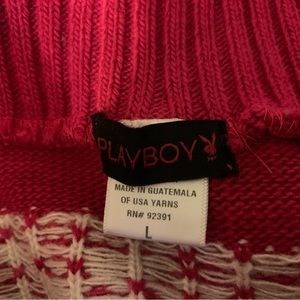 PLAYBOY
MADE IN GUATEMALA
OF USA YARNS
RN# 92391
L